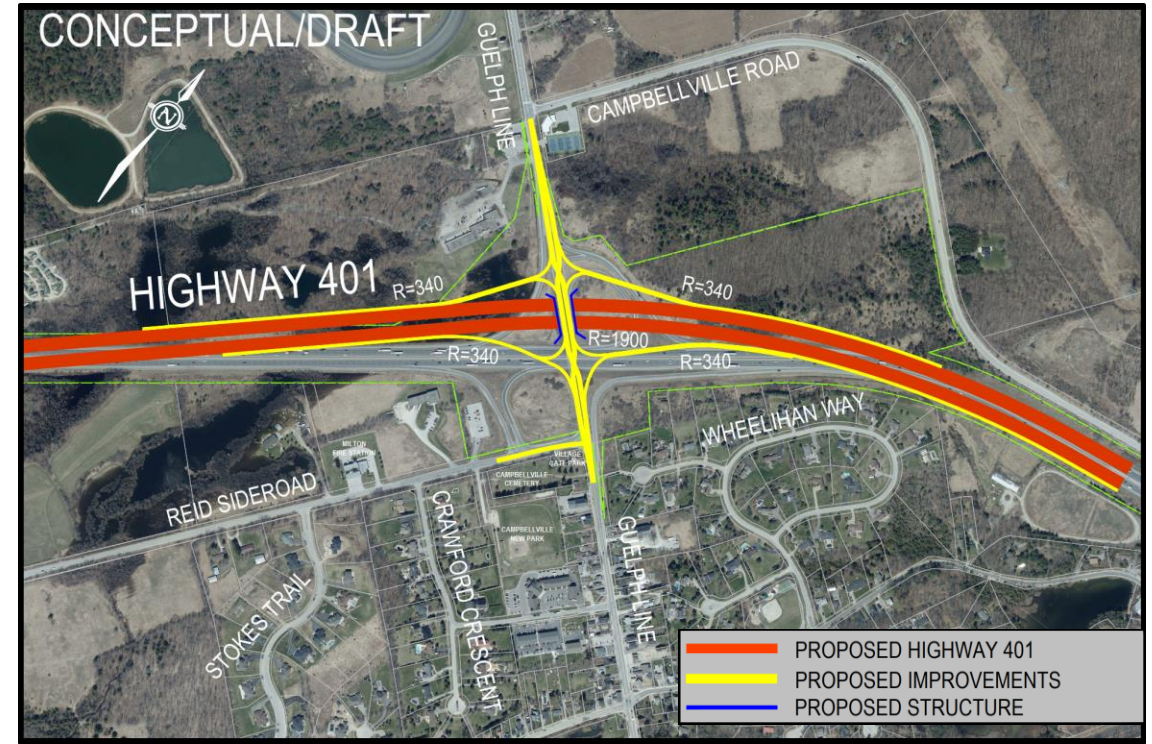 CONCEPTUAL/DRAFT
GUELPH LINE
CAMPBELLVILLE ROAD
N
HIGHWAY 401
R=340
R=340
R=1900
R=340
R=340
WHEELIHAN WAY
MILTON
FIRE STATION
VILLAGE
GATE PARK
CAMPBELLVILLE
CEMETERY
REID SIDEROAD
CRAWFORD CRESCENT
CAMPBELLVILLE
NEW PARK
GUELPH LINE
STOKES TRAIL
PROPOSED HIGHWAY 401
PROPOSED IMPROVEMENTS
PROPOSED STRUCTURE